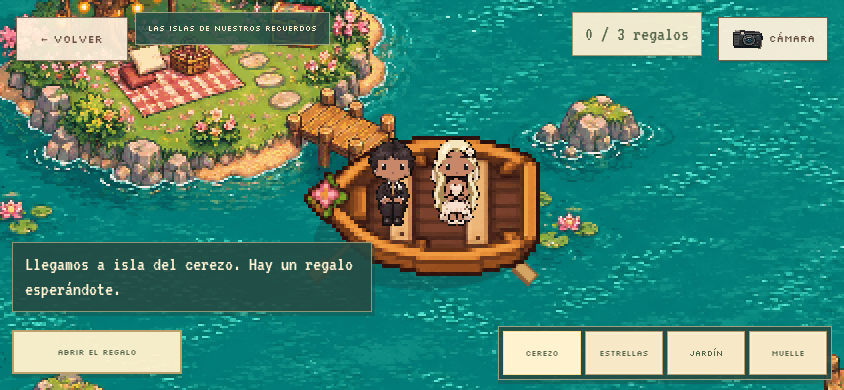 ← VOLVER
LAS ISLAS DE NUESTROS RECUERDOS
0 / 3 regalos
CÁMARA
Llegamos a isla del cerezo. Hay un regalo
esperándote.
ABRIR EL REGALO
CEREZO
ESTRELLAS
JARDÍN
MUELLE